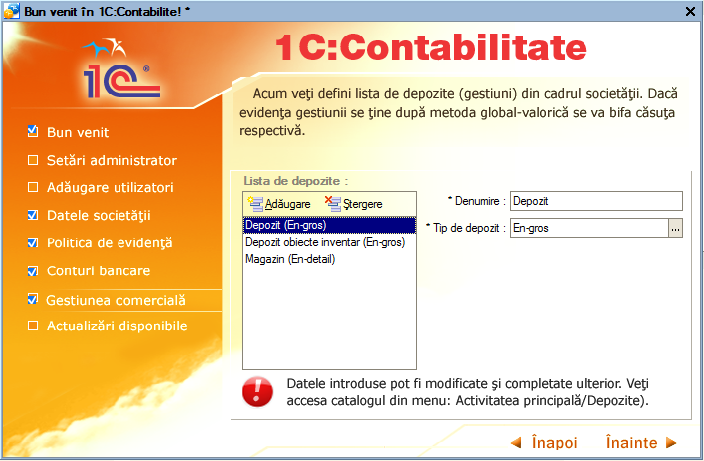 Bun venit în 1C:Contabilite! *
1C:Contabilitate
1C®
Acum veţi defini lista de depozite (gestiuni) din cadrul societăţii. Dacă
evidenţa gestiunii se ţine după metoda global-valorică se va bifa căsuţa
respectivă.
Bun venit
Setări administrator
Adăugare utilizatori
Datele societăţii
Politica de evidenţă
Conturi bancare
Gestiunea comercială
Actualizări disponibile
Lista de depozite :
Adăugare Ştergere
Depozit (En-gros)
Depozit obiecte inventar (En-gros)
Magazin (En-detail)
* Denumire : Depozit
* Tip de depozit : En-gros ...
Datele introduse pot fi modificate şi completate ulterior. Veţi
accesa catalogul din menu: Activitatea principală/Depozite).
Înapoi Înainte